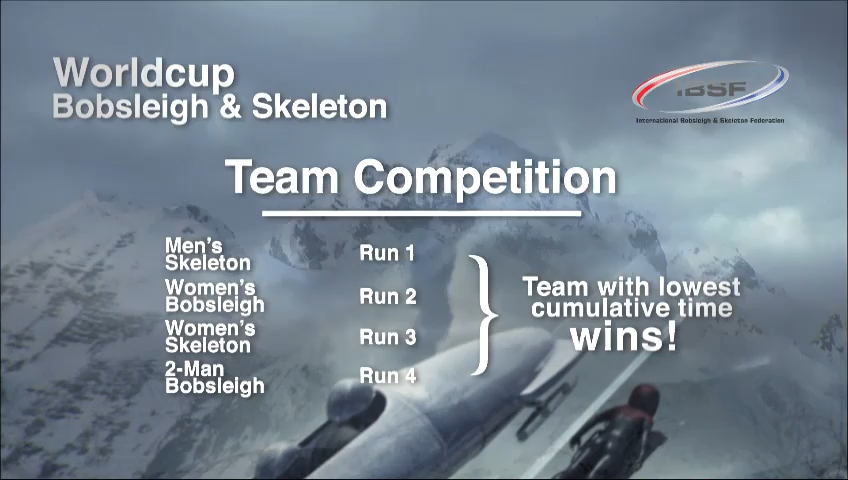 Worldcup
Bobsleigh & Skeleton
IBSF
International Bobsleigh & Skeleton Federation
Team Competition
Men's
Skeleton
Run 1
Women's
Bobsleigh
Run 2
Women's
Skeleton
Run 3
2-Man
Bobsleigh
Run 4
Team with lowest
cumulative time
wins!